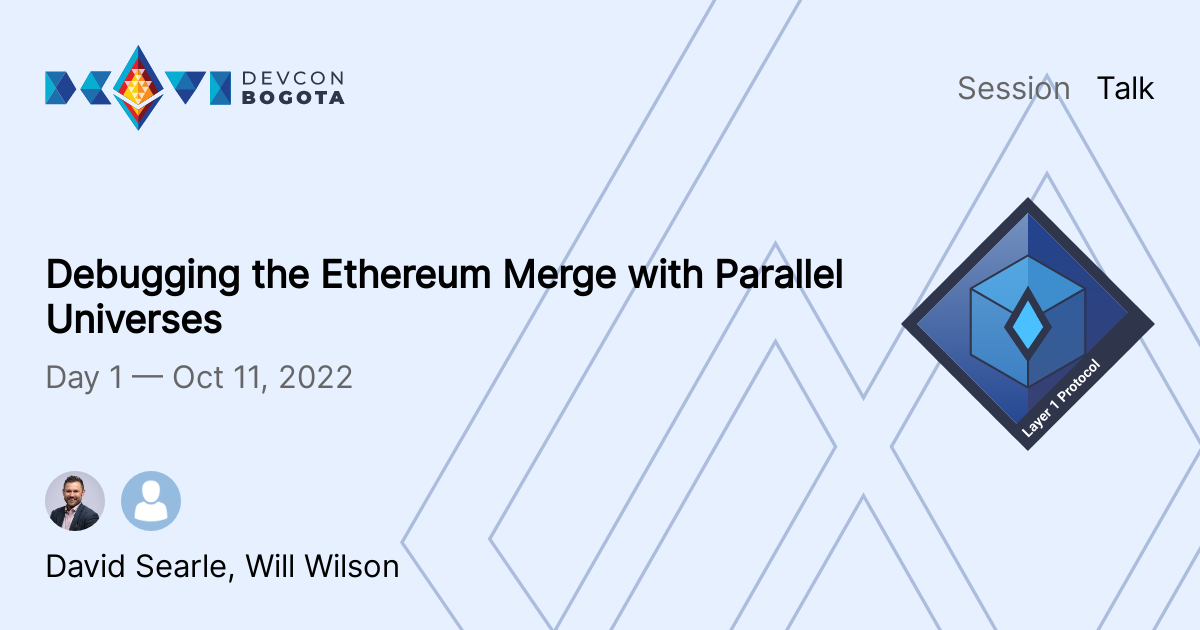 DEVCON
BOGOTA
Session Talk
Debugging the Ethereum Merge with Parallel
Universes
Day 1 — Oct 11, 2022
Layer 1 Protocol
David Searle, Will Wilson